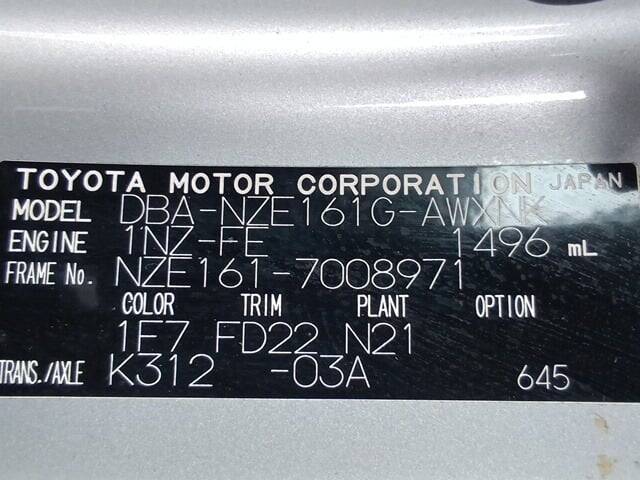 TOYOTA MOTOR CORPORATION JAPAN
MODEL DBA-NZE161G-AWXNK
ENGINE 1NZ-FE 1496 mL
FRAME No. NZE161-7008971
COLOR TRIM PLANT OPTION
1F7 FD22 N21
TRANS./AXLE K312 -03A 645